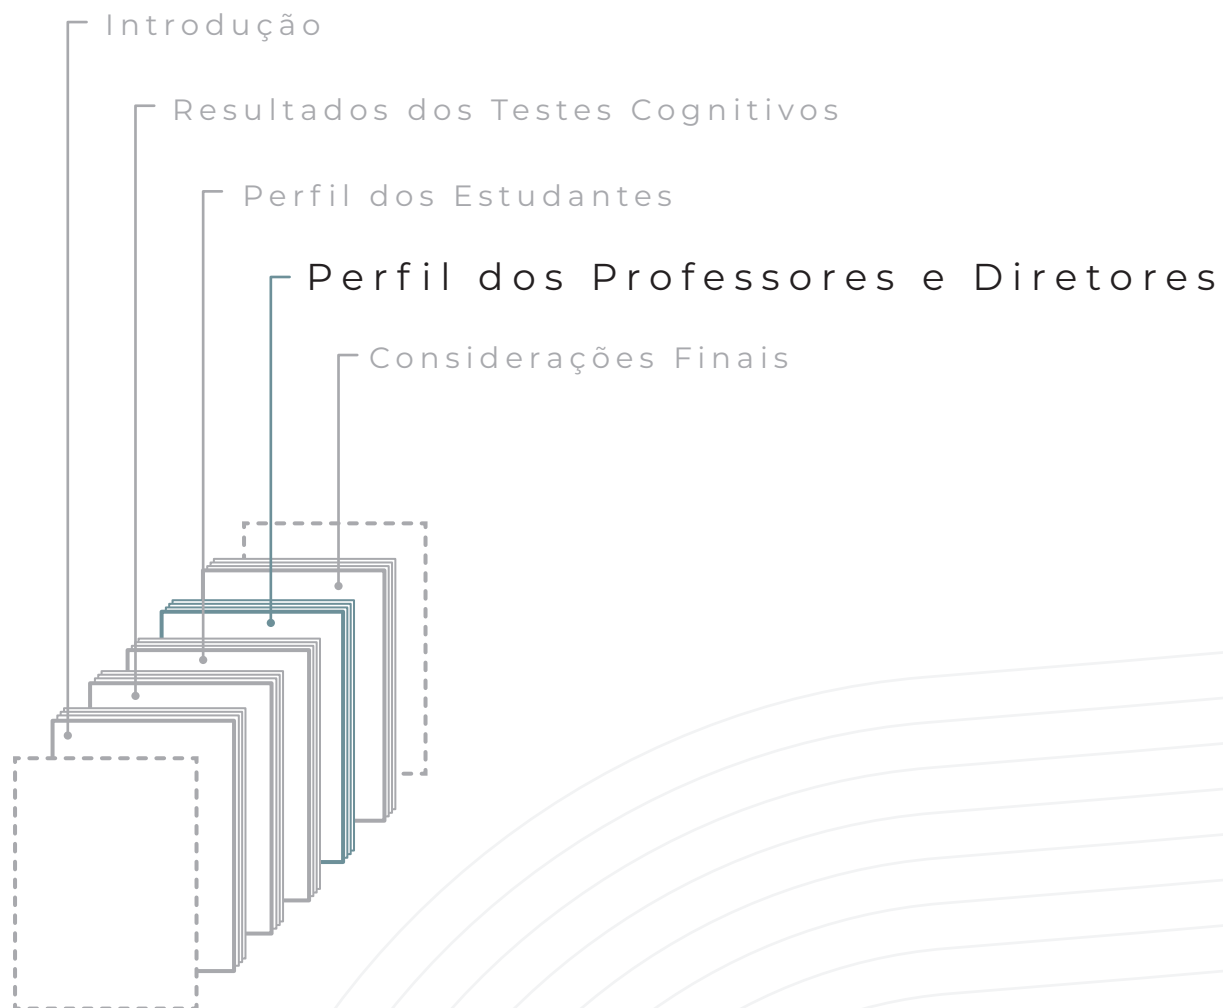 Introdução
Resultados dos Testes Cognitivos
Perfil dos Estudantes
Perfil dos Professores e Diretores
Considerações Finais